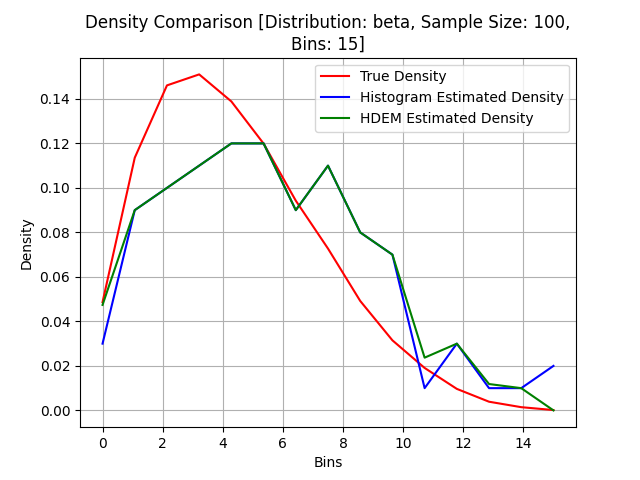 Density Comparison [Distribution: beta, Sample Size: 100,
Bins: 15]
True Density
Histogram Estimated Density
HDEM Estimated Density
Density
0.14
0.12
0.10
0.08
0.06
0.04
0.02
0.00
0 2 4 6 8 10 12 14
Bins